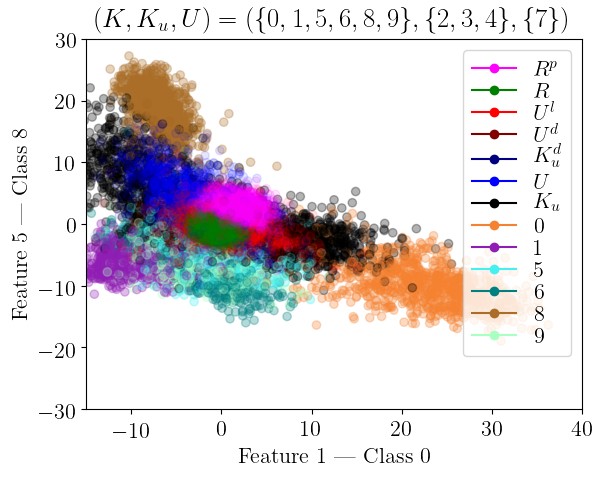 (K, K_u, U) = ({0, 1, 5, 6, 8, 9}, {2, 3, 4}, {7})
30
20
10
0
−10
−20
−30
Feature 5 — Class 8
−10
0
10
20
30
40
Feature 1 — Class 0
R^p
R
U^l
U^d
K_u^d
U
K_u
0
1
5
6
8
9